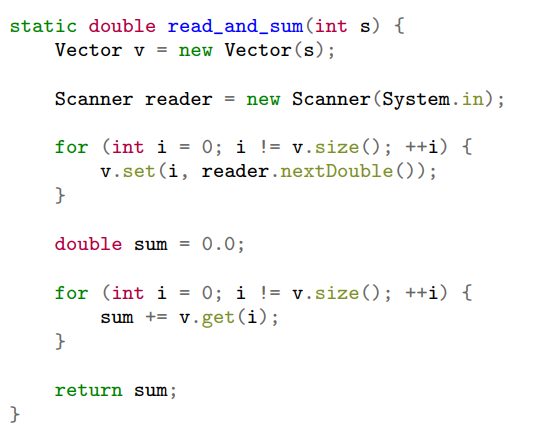 static double read_and_sum(int s) {
    Vector v = new Vector(s);

    Scanner reader = new Scanner(System.in);

    for (int i = 0; i != v.size(); ++i) {
        v.set(i, reader.nextDouble());
    }

    double sum = 0.0;

    for (int i = 0; i != v.size(); ++i) {
        sum += v.get(i);
    }

    return sum;
}